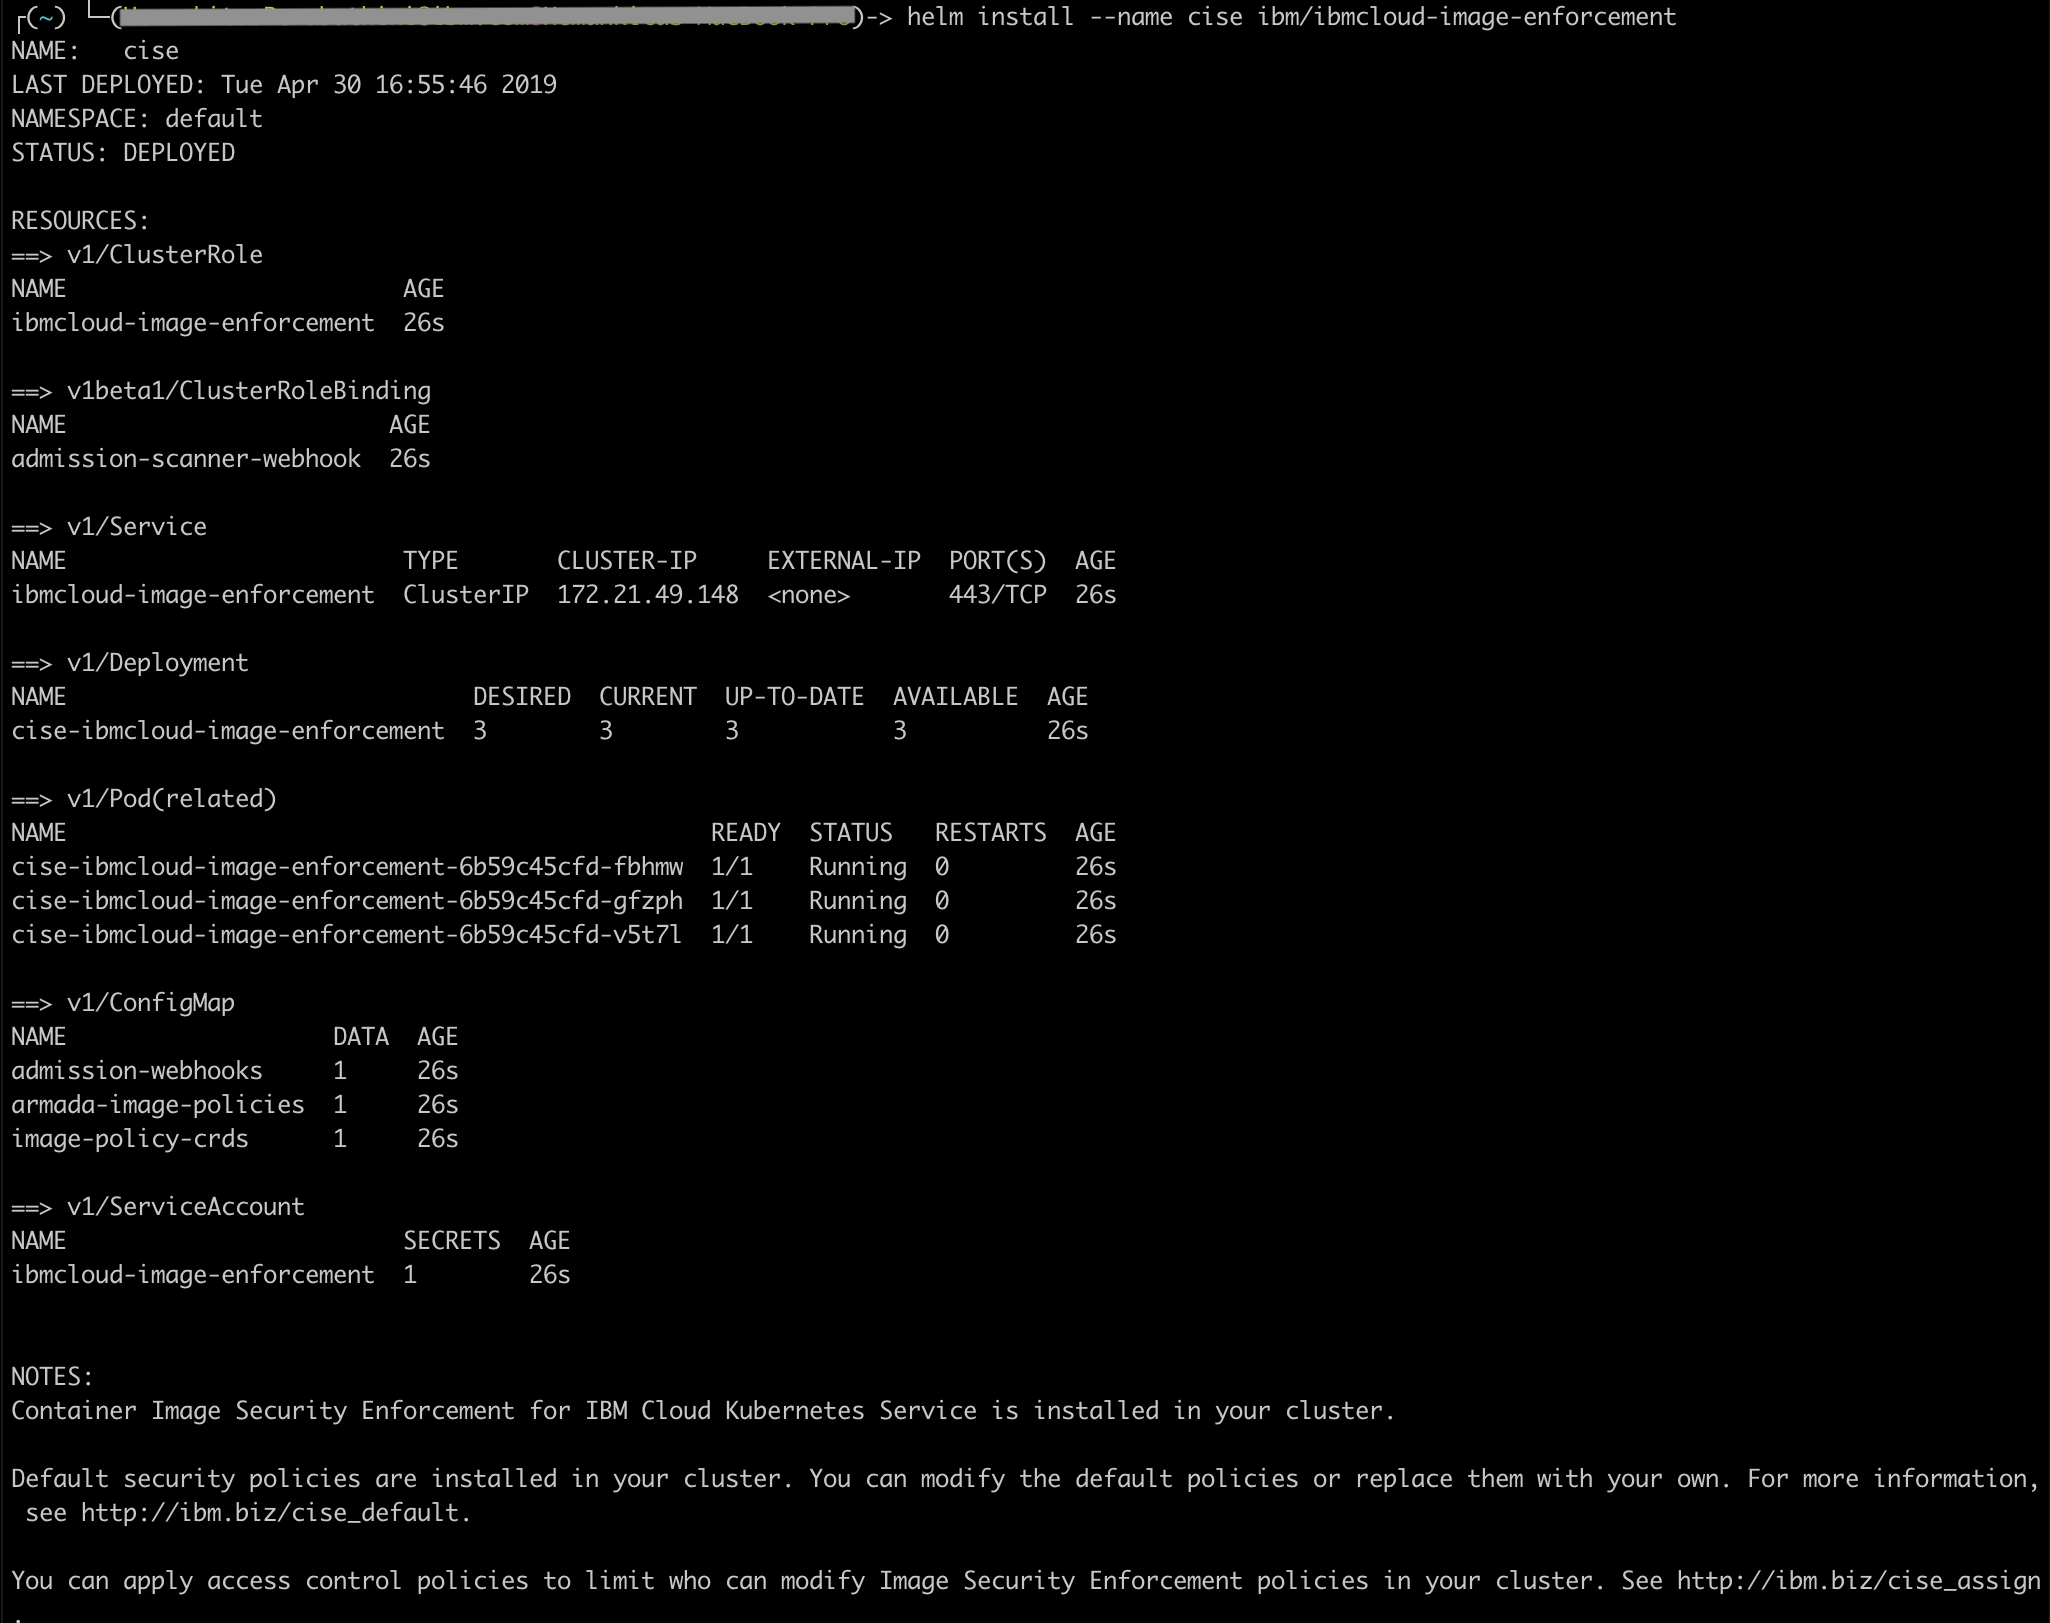 (~) -> helm install --name cise ibm/ibmcloud-image-enforcement
NAME:   cise
LAST DEPLOYED: Tue Apr 30 16:55:46 2019
NAMESPACE: default
STATUS: DEPLOYED
RESOURCES:
==> v1/ClusterRole
NAME                        AGE
ibmcloud-image-enforcement  26s
==> v1beta1/ClusterRoleBinding
NAME                       AGE
admission-scanner-webhook  26s
==> v1/Service
NAME                        TYPE       CLUSTER-IP     EXTERNAL-IP  PORT(S)  AGE
ibmcloud-image-enforcement  ClusterIP  172.21.49.148  <none>       443/TCP  26s
==> v1/Deployment
NAME                             DESIRED  CURRENT  UP-TO-DATE  AVAILABLE  AGE
cise-ibmcloud-image-enforcement  3        3        3           3          26s
==> v1/Pod(related)
NAME                                              READY  STATUS   RESTARTS  AGE
cise-ibmcloud-image-enforcement-6b59c45cfd-fbhmw  1/1    Running  0         26s
cise-ibmcloud-image-enforcement-6b59c45cfd-gfzph  1/1    Running  0         26s
cise-ibmcloud-image-enforcement-6b59c45cfd-v5t7l  1/1    Running  0         26s
==> v1/ConfigMap
NAME                   DATA  AGE
admission-webhooks     1     26s
armada-image-policies  1     26s
image-policy-crds      1     26s
==> v1/ServiceAccount
NAME                        SECRETS  AGE
ibmcloud-image-enforcement  1        26s
NOTES:
Container Image Security Enforcement for IBM Cloud Kubernetes Service is installed in your cluster.
Default security policies are installed in your cluster. You can modify the default policies or replace them with your own. For more information,
 see http://ibm.biz/cise_default.
You can apply access control policies to limit who can modify Image Security Enforcement policies in your cluster. See http://ibm.biz/cise_assign
.